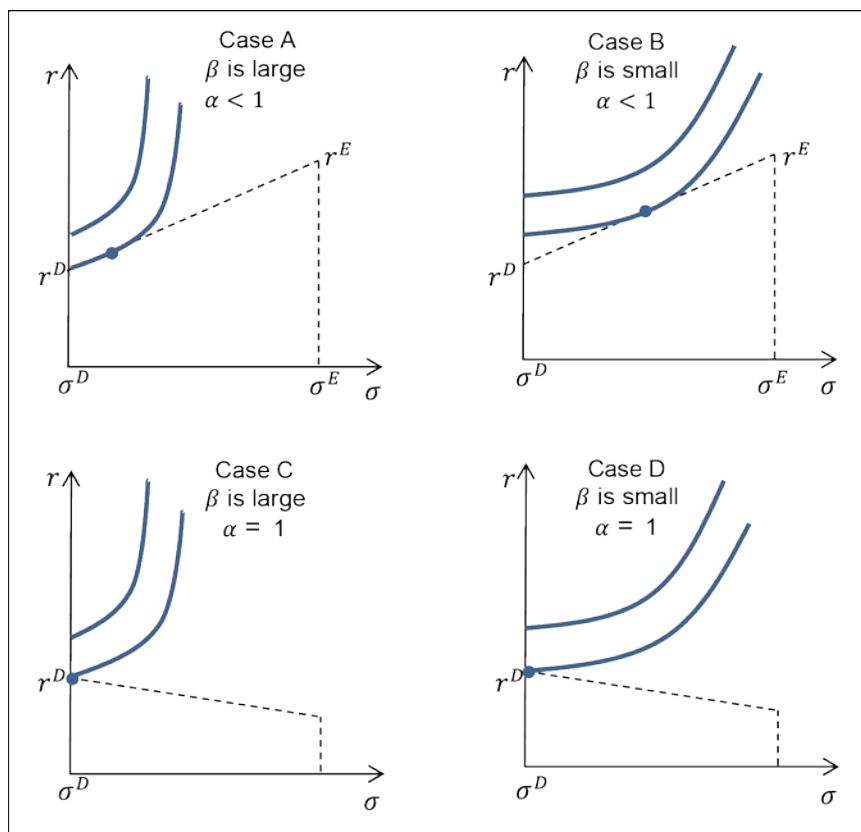 Case A
β is large
α < 1
r
r^E
r^D
σ^D
σ^E
σ
Case B
β is small
α < 1
r
r^E
r^D
σ^D
σ^E
σ
Case C
β is large
α = 1
r
r^D
σ^D
σ
Case D
β is small
α = 1
r
r^D
σ^D
σ